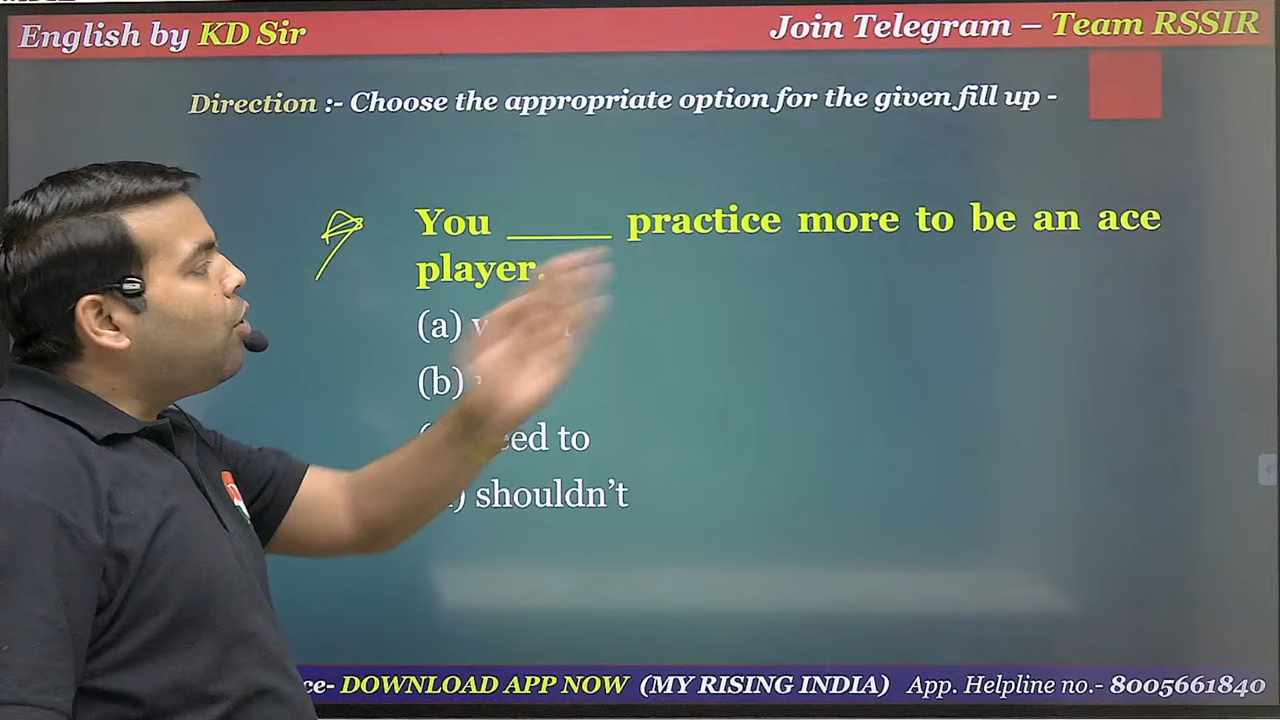 English by KD Sir
Join Telegram – Team RSSIR
Direction :- Choose the appropriate option for the given fill up -
You _____ practice more to be an ace
player.
(a)
(b)
to
shouldn't
DOWNLOAD APP NOW (MY RISING INDIA) App. Helpline no.- 8005661840